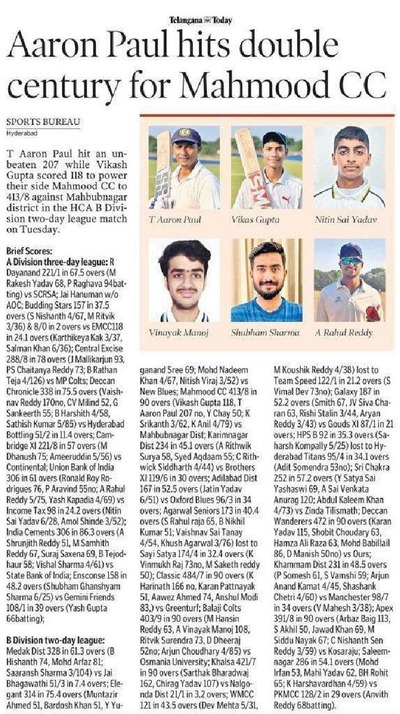 Telangana Today
Aaron Paul hits double
century for Mahmood CC
SPORTS BUREAU
Hyderabad
T Aaron Paul hit an un-
beaten 207 while Vikash
Gupta scored 118 to power
their side Mahmood CC to
413/8 against Mahbubnagar
district in the HCA B Divi-
sion two-day league match
on Tuesday.
T Aaron Paul
Vikas Gupta
Nitin Sai Yadav
Vinayak Manoj
Shubham Sharma
A Rahul Reddy
Brief Scores:
A Division three-day league: R
Dayanand 221/1 in 67.5 overs (M
Rakesh Yadav 68, P Raghava 94bat-
ting) vs SCRSA; Jai Hanuman w/o
AOC; Budding Stars 157 in 37.5
overs (S Nishanth 4/67, M Ritvik
3/36) & 8/0 in 2 overs vs EMCC118
in 24.1 overs (Karthikeya Kak 3/37,
Salman Khan 6/36); Central Excise
288/8 in 78 overs (J Mallikarjun 93,
PS Chaitanya Reddy 73; B Rathan
Teja 4/126) vs MP Colts; Deccan
Chronicle 338 in 75.5 overs (Vaish-
nav Reddy 170no, CV Milind 52, G
Sankeerth 55; B Harshith 4/58,
Sathish Kumar 5/85) vs Hyderabad
Bottling 51/2 in 11.4 overs; Cam-
bridge XI 221/8 in 57 overs (M
Dhanush 75; Ameeruddin 5/56) vs
Continental; Union Bank of India
306 in 61 overs (Ronald Roy Ro-
drigues 76, P Aravind 55no; A Rahul
Reddy 5/75, Yash Kapadia 4/69) vs
Income Tax 98 in 24.2 overs (Nitin
Sai Yadav 6/28, Amol Shinde 3/52);
India Cements 306 in 86.3 overs (A
Shrunjith Reddy 51, M Samhith
Reddy 67, Suraj Saxena 69, B Tejod-
haur 58; Vishal Sharma 4/61) vs
State Bank of India; Ensconse 158 in
48.2 overs (Shubham Ghanshyam
Sharma 6/25) vs Gemini Friends
108/1 in 39 overs (Yash Gupta
66batting);
B Division two-day league:
Medak Dist 328 in 61.3 overs (B
Hishanth 74, Mohd Arfaz 81;
Saaransh Sharma 3/104) vs Jai
Bhagawathi 51/3 in 7.4 overs; Ele-
gant 314 in 75.4 overs (Muntazir
Ahmed 51, Bardosh Khan 51, Y Yu-
ganand Sree 69; Mohd Nadeem
Khan 4/67, Nitish Viraj 3/52) vs
New Blues; Mahmood CC 413/8 in
90 overs (Vikash Gupta 118, T
Aaron Paul 207 no, Y Chay 50; K
Srikanth 3/62, K Anil 4/79) vs
Mahbubnagar Dist; Karimnagar
Dist 234 in 45.1 overs (A Rithwik
Surya 58, Syed Aqdaam 55; C Rith-
wick Siddharth 4/44) vs Brothers
XI 119/6 in 30 overs; Adilabad Dist
167 in 52.5 overs (Jatin Yadav
6/51) vs Oxford Blues 96/3 in 34
overs; Agarwal Seniors 173 in 40.4
overs (S Rahul raja 65, B Nikhil
Kumar 51; Vaishnav Sai Tanay
4/54, Khush Agarwal 3/76) lost to
Sayi Satya 174/4 in 32.4 overs (K
Vinmukh Raj 73no, M Saketh reddy
50); Classic 484/7 in 90 overs (K
Harinath 166 no, Karan Pattnayak
51, Aawez Ahmed 74, Anshul Modi
83,) vs Greenturf; Balaji Colts
403/9 in 90 overs (M Hansin
Reddy 63, A Vinayak Manoj 108,
Ritvik Surendra 73, D Dheeraj
52no; Arjun Choudhary 4/85) vs
Osmania University; Khalsa 421/7
in 90 overs (Sarthak Bharadwaj
162, Chirag Yadav 107) vs Nalgo-
nda Dist 21/1 in 3.2 overs; WMCC
121 in 43.5 overs (Dev Mehta 5/31,
M Koushik Reddy 4/38) lost to
Team Speed 122/1 in 21.2 overs (S
Vimal Dev 73no); Galaxy 187 in
52.2 overs (Smith 67, JV Siva Cha-
ran 63, Rishi Stalin 3/44, Aryan
Reddy 3/43) vs Gouds XI 87/1 in 21
overs; HPS B 92 in 35.3 overs (Sa-
harsh Kompally 5/25) lost to Hy-
derabad Titans 95/4 in 34.1 overs
(Adit Somendra 53no); Sri Chakra
252 in 57.2 overs (Y Satya Sai
Yashaswi 69, A Sai Venkata
Anurag 120; Abdul Kaleem Khan
4/73) vs Zinda Tilismath; Deccan
Wanderers 472 in 90 overs (Karan
Yadav 115, Shobit Choudary 63,
Hamza Ali Raza 63, Mohd Babillail
86, D Manish 50no) vs Ours;
Khammam Dist 231 in 48.5 overs
(P Somesh 61, S Vamshi 59; Arjun
Anand Kamat 4/45, Shashank
Chetri 4/60) vs Manchester 98/7
in 34 overs (V Mahesh 3/38); Apex
391/8 in 90 overs (Arbaz Baig 113,
S Akhil 50, Jawad Khan 69, M
Siddu Nayak 67; C Nishanth Sen
Reddy 3/59) vs Kosaraju; Saleem-
nagar 286 in 54.1 overs (Mohd
Irfan 53, Mahi Yadav 62, BH Rohit
65; K Harshavardhan 4/59) vs
PKMCC 128/2 in 29 overs (Anvith
Reddy 68batting).